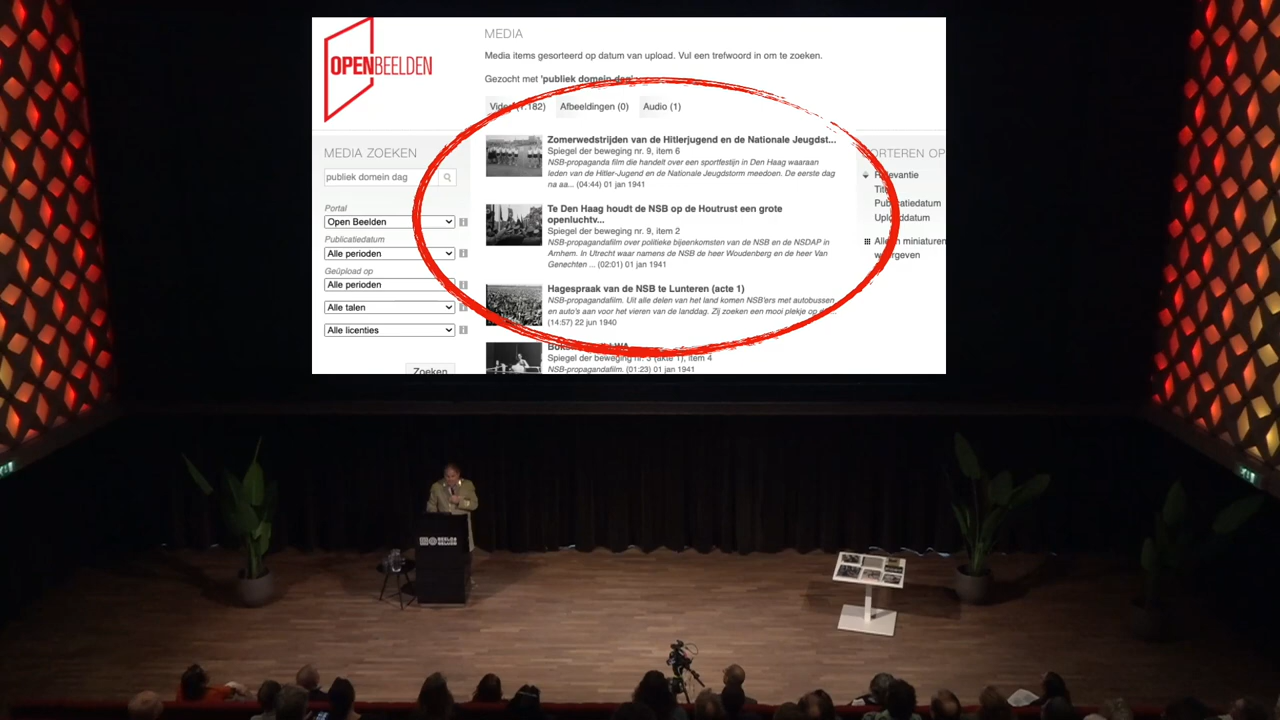 OPENBEELDEN
MEDIA
Media items gesorteerd op datum van upload. Vul een trefwoord in om te zoeken.
Gezocht met 'publiek domein dag'
Afbeeldingen (0)
Audio (1)
MEDIA ZOEKEN
publiek domein dag
Portal
Open Beelden
Publicatiedatum
Alle perioden
Geüpload op
Alle perioden
Alle talen
Alle licenties
Zoeken
Zomerwedstrijden van de Hitlerjugend en de Nationale Jeugdst...
Spiegel der beweging nr. 9, item 6
NSB-propaganda film die handelt over een sportfestijn in Den Haag waaraan
leden van de Hitler-Jugend en de Nationale Jeugdstorm meedoen. De eerste dag
na aa... (04:44) 01 jan 1941
Te Den Haag houdt de NSB op de Houtrust een grote
openluchtv...
Spiegel der beweging nr. 9, item 2
NSB-propagandafilm over politieke bijeenkomsten van de NSB en de NSDAP in
Arnhem. In Utrecht waar namens de NSB de heer Woudenberg en de heer Van
Genechten ... (02:01) 01 jan 1941
Hagespraak van de NSB te Lunteren (acte 1)
NSB-propagandafilm. Uit alle delen van het land komen NSB'ers met autobussen
en auto's aan voor het vieren van de landdag. Zij zoeken een mooi plekje op
(14:57) 22 jun 1940
Spiegel der beweging nr. 3 (akte 1), item 4
NSB-propagandafilm. (01:23) 01 jan 1941
SORTEREN OP
Relevantie
Titel
Publicatiedatum
Uploaddatum
Alleen miniaturen
weergeven